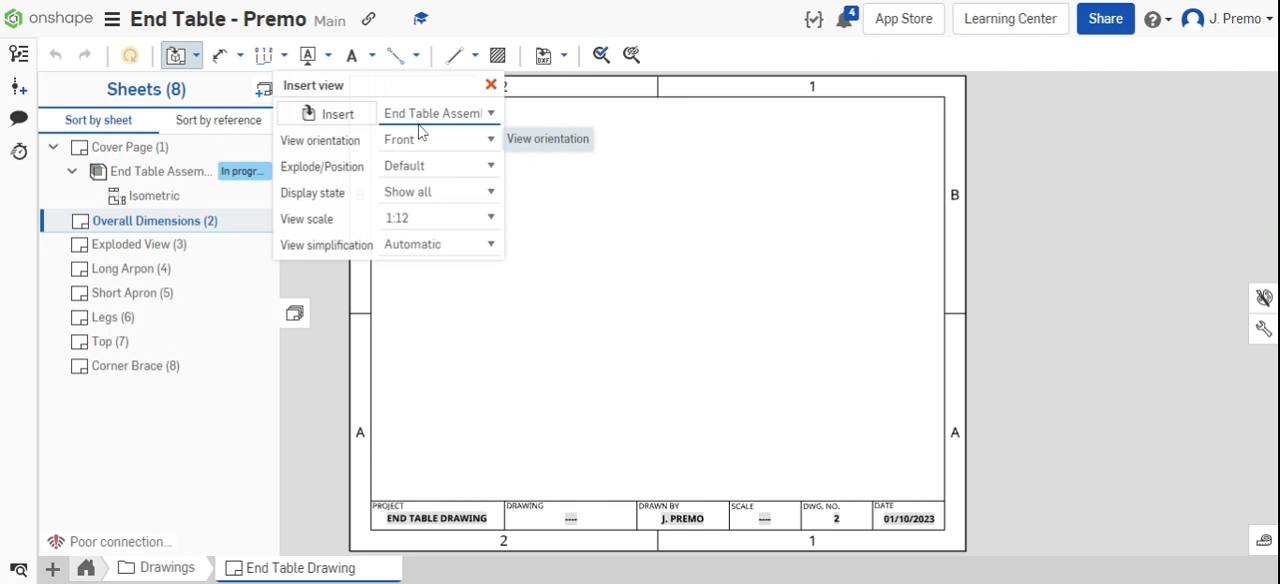 onshape End Table - Premo Main 4 App Store Learning Center Share J. Premo
A A DXF
Sheets (8)
Sort by sheet Sort by reference
Cover Page (1)
End Table Assem... In progr...
Isometric
Overall Dimensions (2)
Exploded View (3)
Long Arpon (4)
Short Apron (5)
Legs (6)
Top (7)
Corner Brace (8)
Poor connection...
Insert view
Insert End Table Assem
View orientation Front View orientation
Explode/Position Default
Display state Show all
View scale 1:12
View simplification Automatic
2 1
B
A A
PROJECT DRAWING DRAWN BY SCALE DWG. NO. DATE
END TABLE DRAWING ---- J. PREMO ---- 2 01/10/2023
2 1
Drawings End Table Drawing